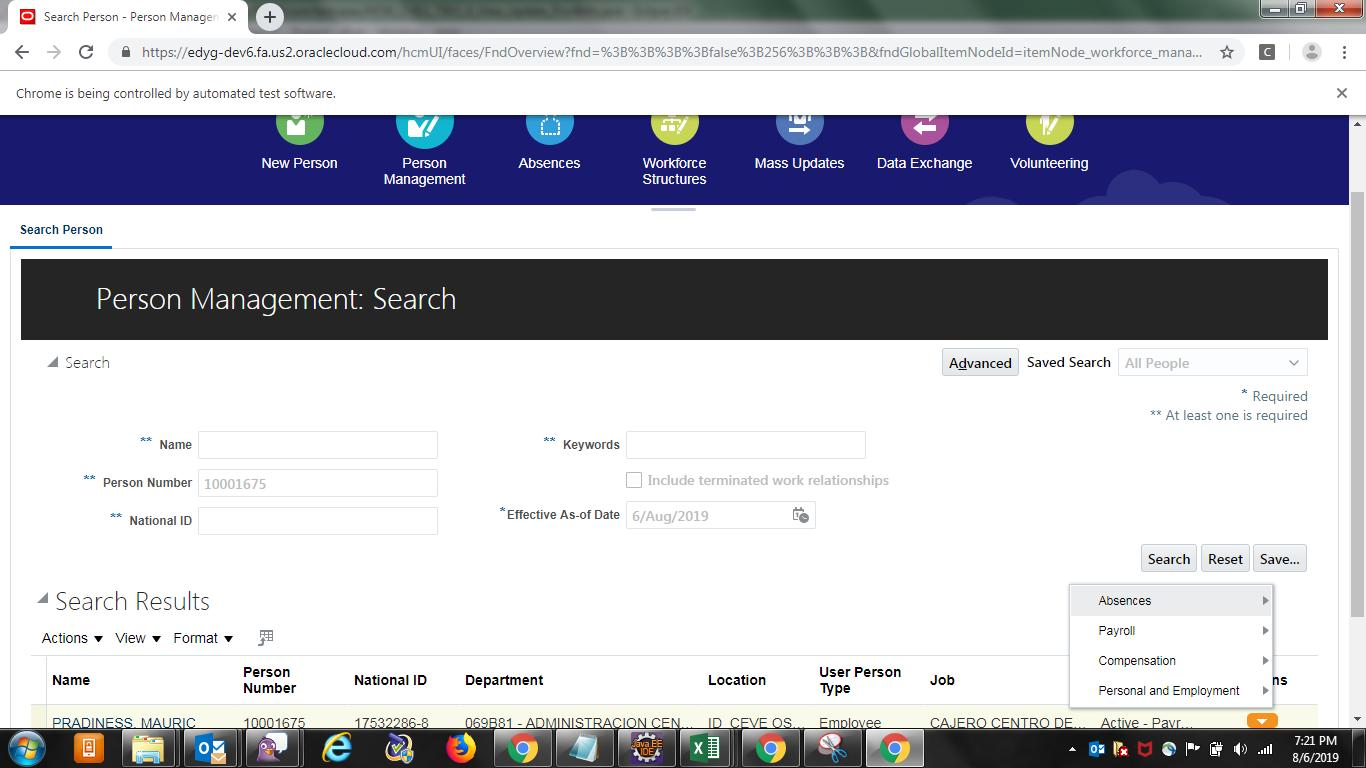 Search Person - Person Managen
https://edyg-dev6.fa.us2.oraclecloud.com/hcmUI/faces/FndOverview?fnd=%3B%3B%3B%3Bfalse%3B256%3B%3B%3B&fndGlobalItemNodeId=itemNode_workforce_mana...
C
Chrome is being controlled by automated test software.
New Person
Person Management
Absences
Workforce Structures
Mass Updates
Data Exchange
Volunteering
Search Person
Person Management: Search
Search
Advanced
Saved Search
All People
* Required
** At least one is required
** Name
** Keywords
** Person Number
10001675
Include terminated work relationships
** National ID
*Effective As-of Date
6/Aug/2019
Search
Reset
Save...
Search Results
Absences
Payroll
Compensation
Personal and Employment
Actions
View
Format
Name
Person Number
National ID
Department
Location
User Person Type
Job
ns
PRADINESS, MAURIC
10001675
17532286-8
069B81 - ADMINISTRACION CEN...
ID_CEVE OS...
Employee
CAJERO CENTRO DE...
Active - Payr...
Java EE
IDE
7:21 PM
8/6/2019